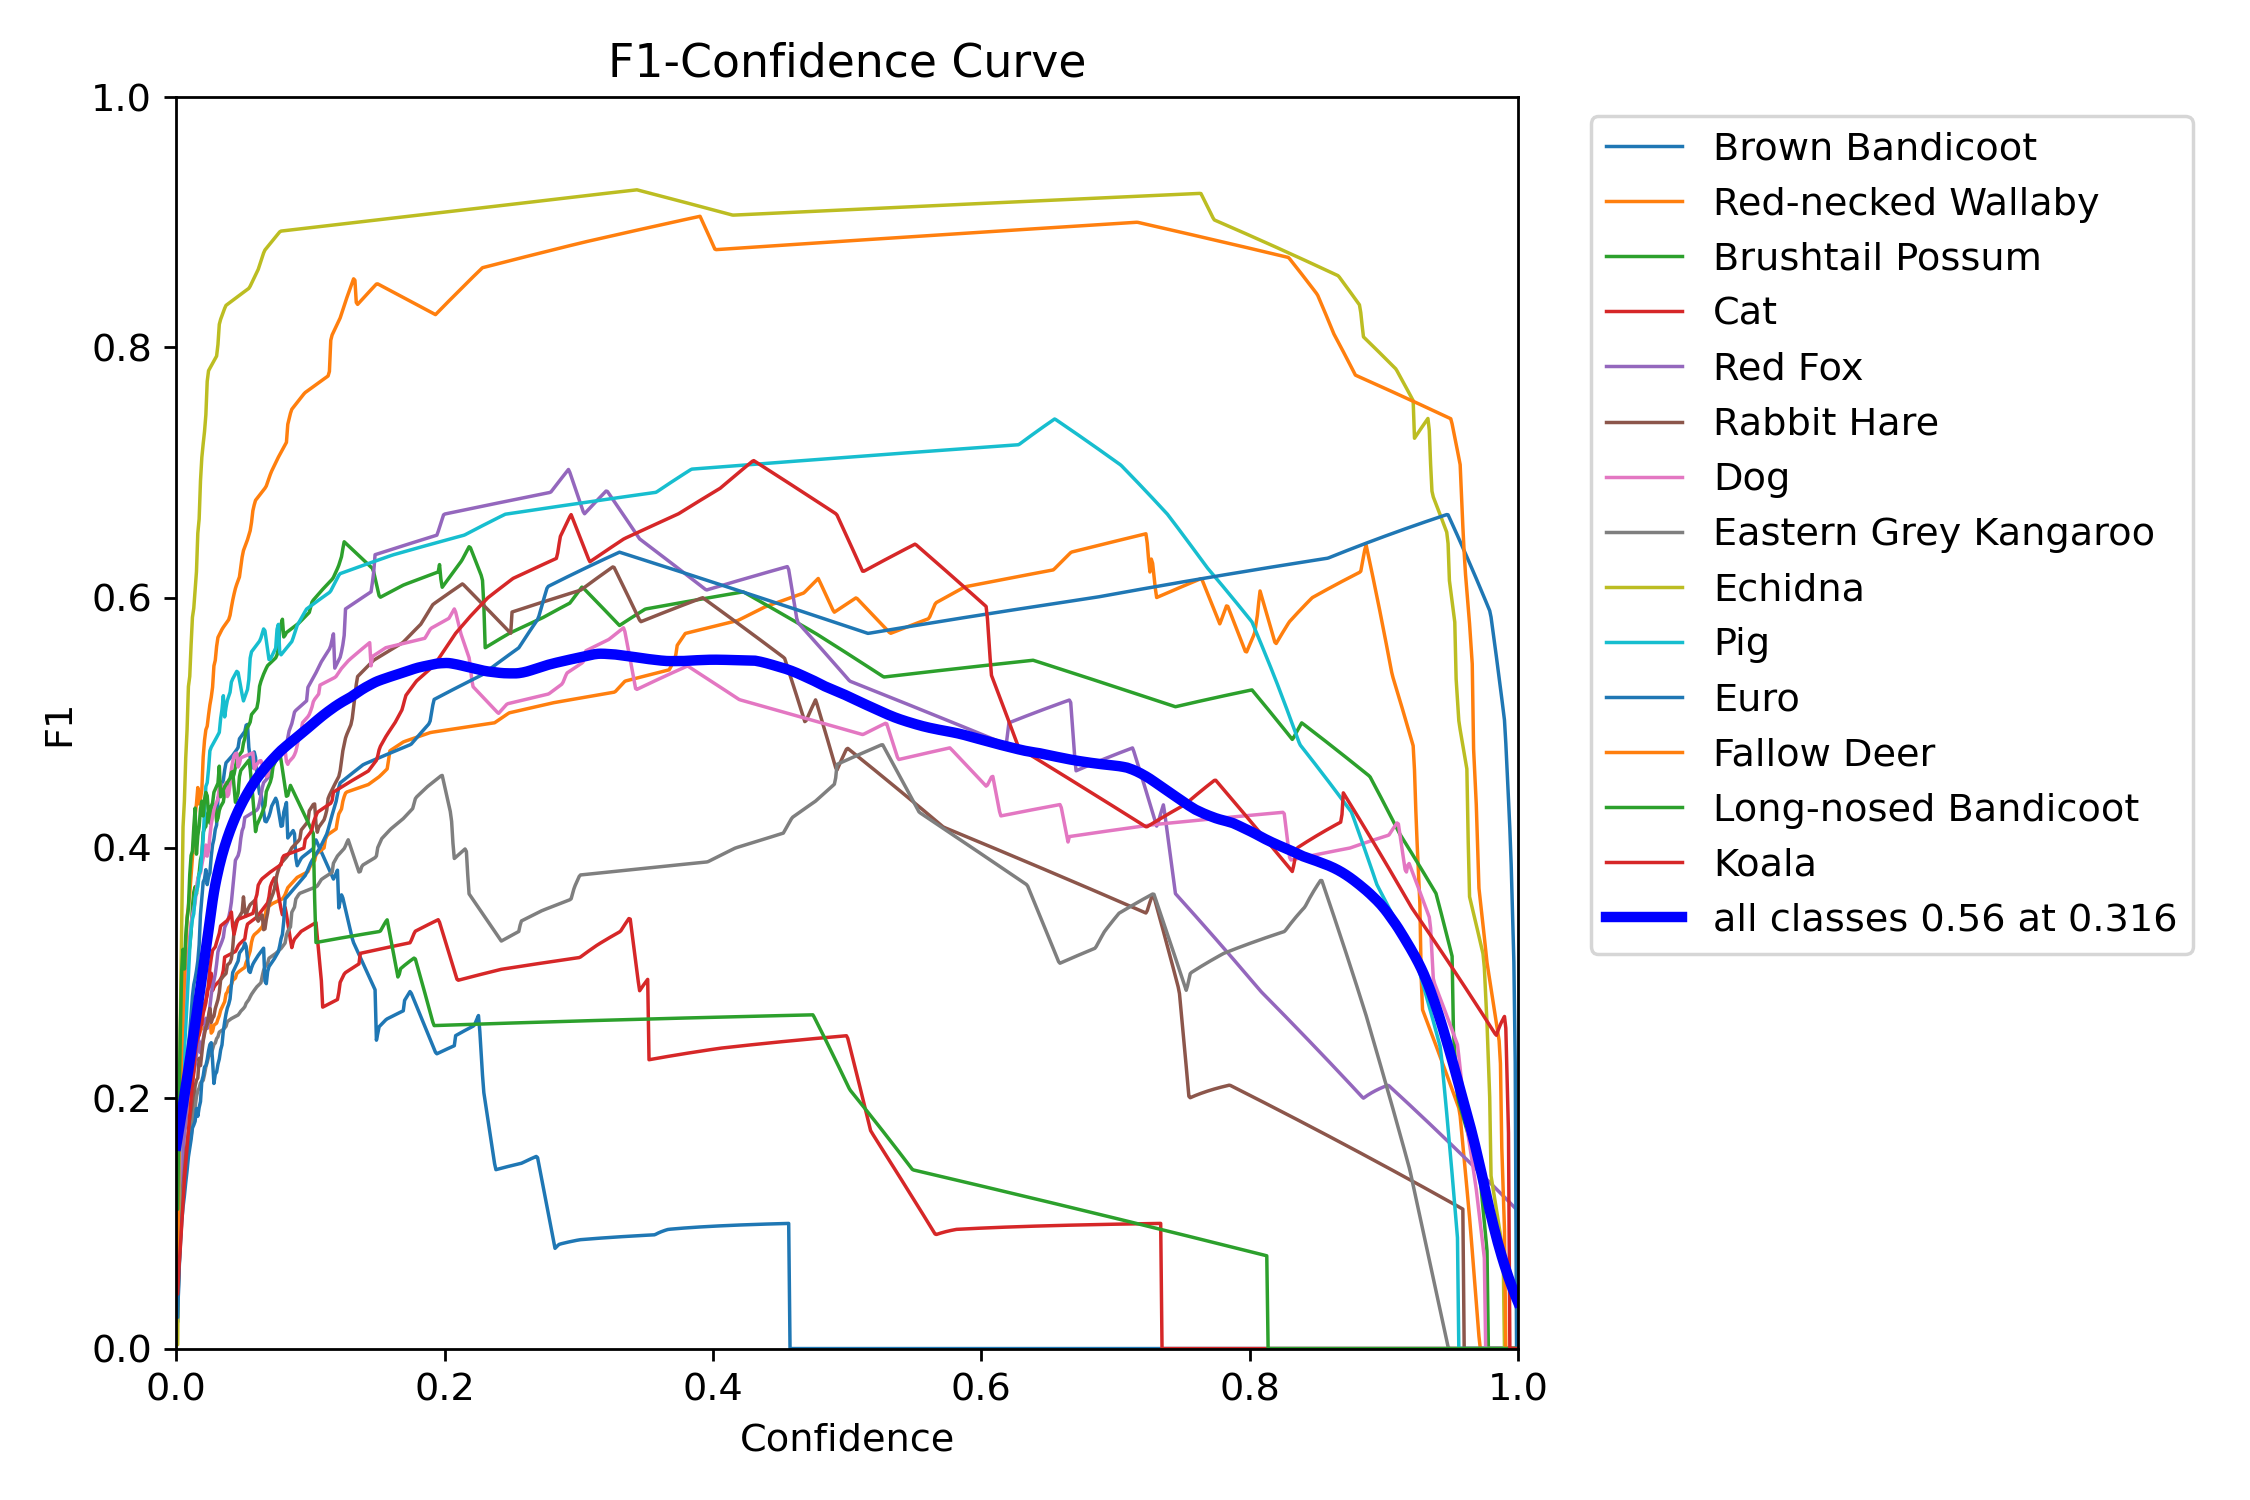 F1-Confidence Curve
1.0
0.8
0.6
0.4
0.2
0.0
F1
0.0 0.2 0.4 0.6 0.8 1.0
Confidence
Brown Bandicoot
Red-necked Wallaby
Brushtail Possum
Cat
Red Fox
Rabbit Hare
Dog
Eastern Grey Kangaroo
Echidna
Pig
Euro
Fallow Deer
Long-nosed Bandicoot
Koala
all classes 0.56 at 0.316